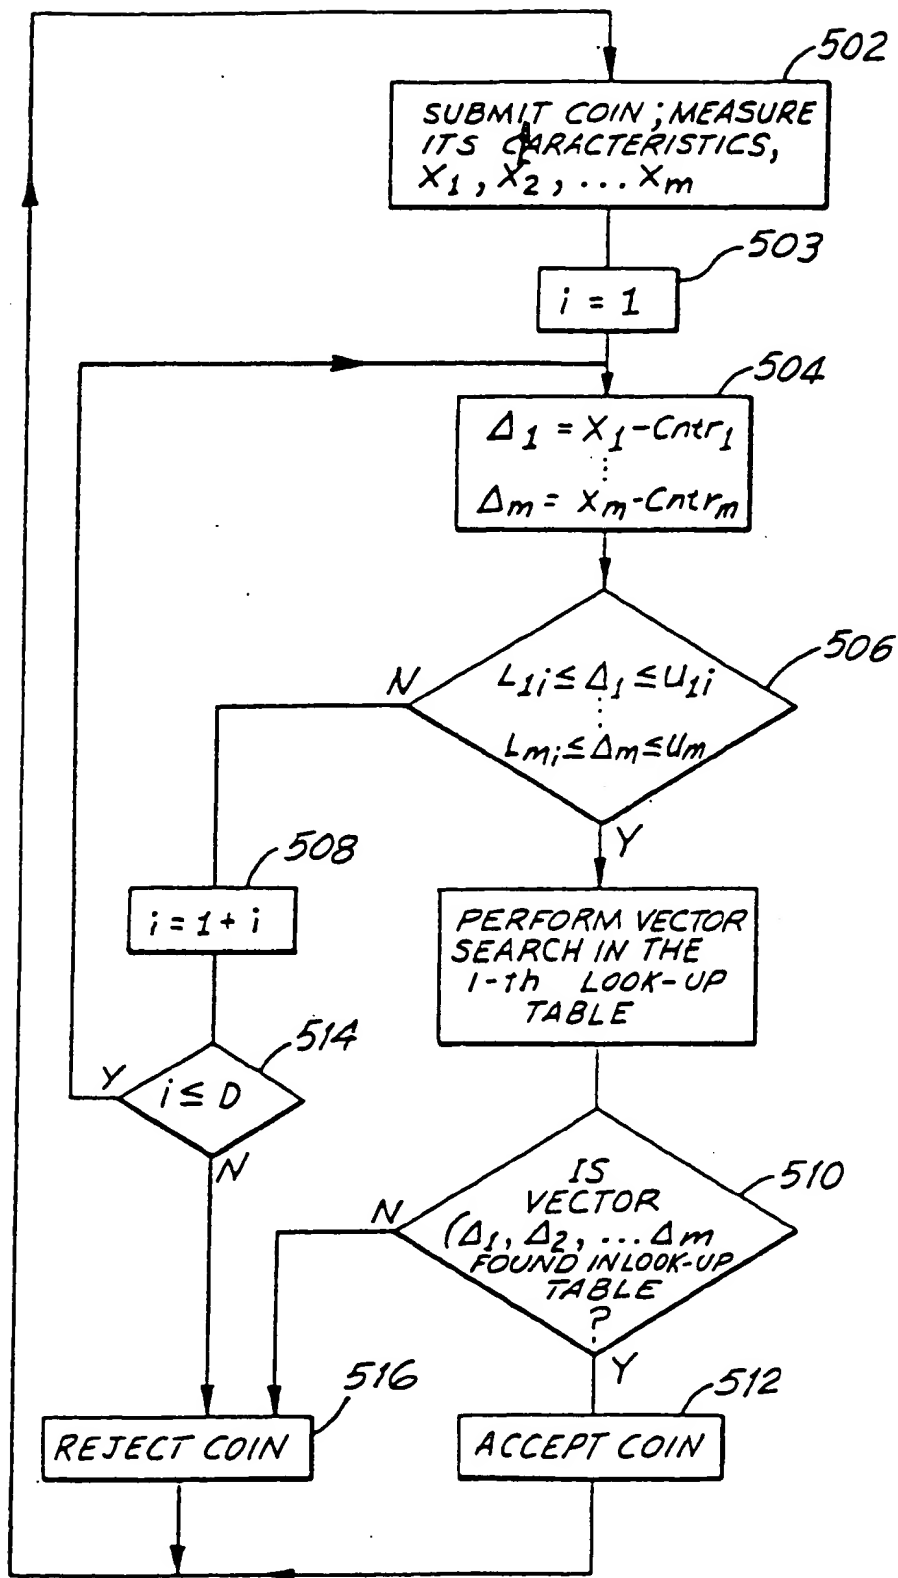 502
SUBMIT COIN; MEASURE
ITS CARACTERISTICS,
X₁, X₂, ... Xₘ
503
i = 1
504
Δ₁ = X₁-Cntr₁
⋮
Δₘ = Xₘ-Cntrₘ
506
N
L₁ᵢ ≤ Δ₁ ≤ U₁ᵢ
⋮
Lₘᵢ ≤ Δₘ ≤ Uₘ
Y
508
i = 1 + i
PERFORM VECTOR
SEARCH IN THE
i-th LOOK-UP
TABLE
514
Y
i ≤ D
N
510
N
IS
VECTOR
(Δ₁, Δ₂, ... Δₘ
FOUND IN LOOK-UP
TABLE
?
Y
516
REJECT COIN
512
ACCEPT COIN